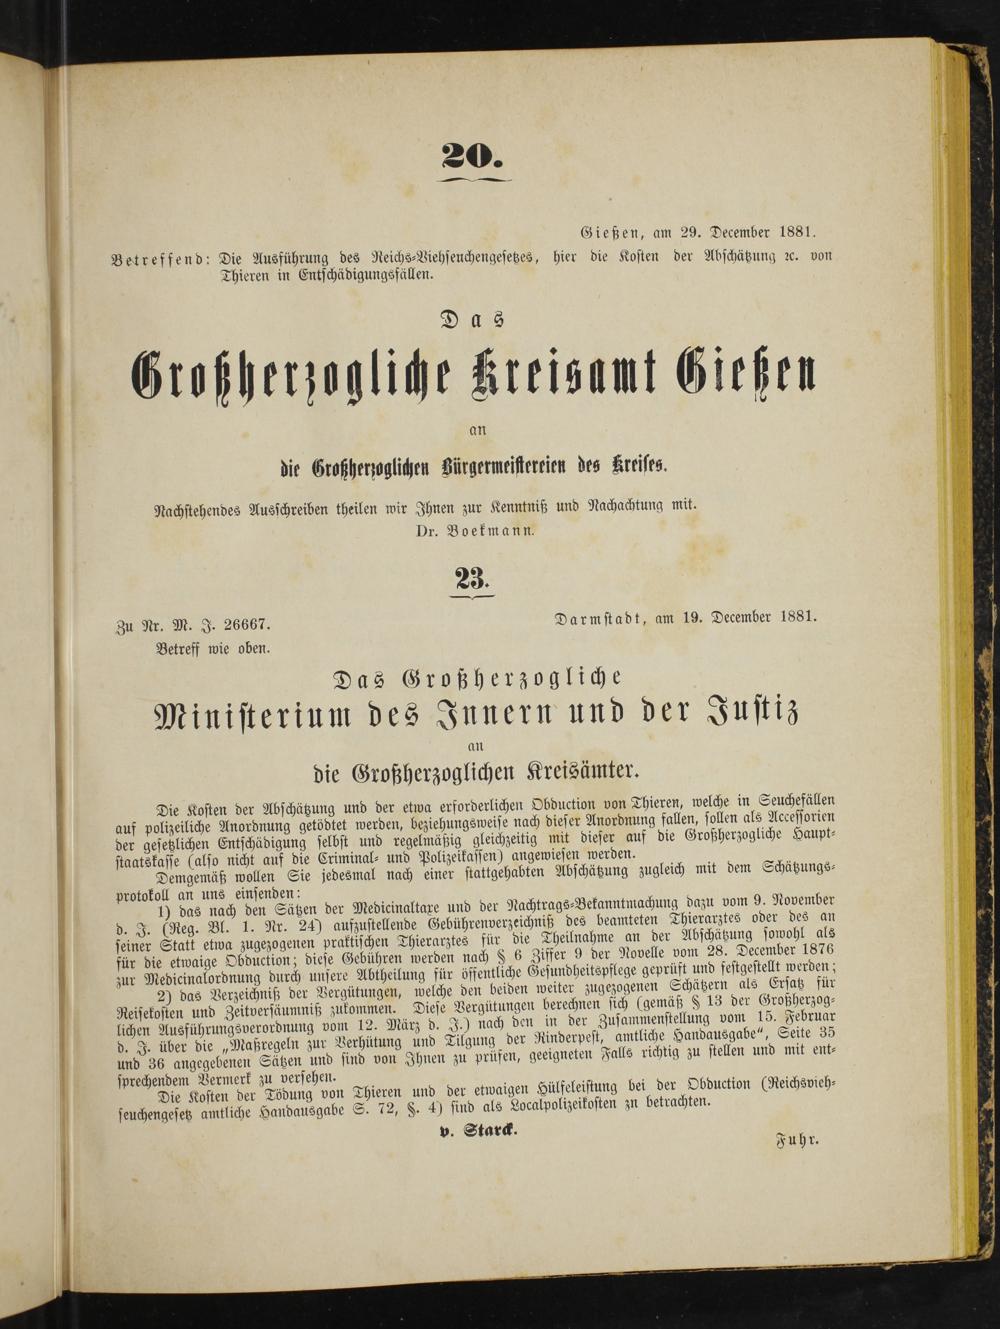 20.
Gießen, am 29. December 1881.
Betreffend: Die Ausführung des Reichs-Viehseuchengesetzes, hier die Kosten der Abschätzung ꝛc. von
Thieren in Entschädigungsfällen.
Das
Großherzogliche Kreisamt Gießen
an
die Großherzoglichen Bürgermeistereien des Kreises.
Nachstehendes Ausschreiben theilen wir Ihnen zur Kenntniß und Nachachtung mit.
Dr. Boekmann.
23.
Zu Nr. M. J. 26667.
Darmstadt, am 19. December 1881.
Betreff wie oben.
Das Großherzogliche
Ministerium des Innern und der Justiz
an
die Großherzoglichen Kreisämter.
Die Kosten der Abschätzung und der etwa erforderlichen Obduction von Thieren, welche in Seuchefällen
auf polizeiliche Anordnung getödtet werden, beziehungsweise nach dieser Anordnung fallen, sollen als Accessorien
der gesetzlichen Entschädigung selbst und regelmäßig gleichzeitig mit dieser auf die Großherzogliche Haupt-
staatskasse (also nicht auf die Criminal- und Polizeikassen) angewiesen werden.
Demgemäß wollen Sie jedesmal nach einer stattgehabten Abschätzung zugleich mit dem Schätzungs-
protokoll an uns einsenden:
1) das nach den Sätzen der Medicinaltaxe und der Nachtrags-Bekanntmachung dazu vom 9. November
d. J. (Reg. Bl. 1. Nr. 24) aufzustellende Gebührenverzeichniß des beamteten Thierarztes oder des an
seiner Statt etwa zugezogenen praktischen Thierarztes für die Theilnahme an der Abschätzung sowohl als
für die etwaige Obduction; diese Gebühren werden nach § 6 Ziffer 9 der Novelle vom 28. December 1876
zur Medicinalordnung durch unsere Abtheilung für öffentliche Gesundheitspflege geprüft und festgestellt werden;
2) das Verzeichniß der Vergütungen, welche den beiden weiter zugezogenen Schätzern als Ersatz für
Reisekosten und Zeitversäumniß zukommen. Diese Vergütungen berechnen sich (gemäß § 13 der Großherzog-
lichen Ausführungsverordnung vom 12. März d. J.) nach den in der Zusammenstellung vom 15. Februar
d. J. über die „Maßregeln zur Verhütung und Tilgung der Rinderpest, amtliche Handausgabe“, Seite 35
und 36 angegebenen Sätzen und sind von Ihnen zu prüfen, geeigneten Falls richtig zu stellen und mit ent-
sprechendem Vermerk zu versehen.
Die Kosten der Tödung von Thieren und der etwaigen Hülfeleistung bei der Obduction (Reichsvieh-
seuchengesetz amtliche Handausgabe S. 72, §. 4) sind als Localpolizeikosten zu betrachten.
v. Starck.
Fuhr.